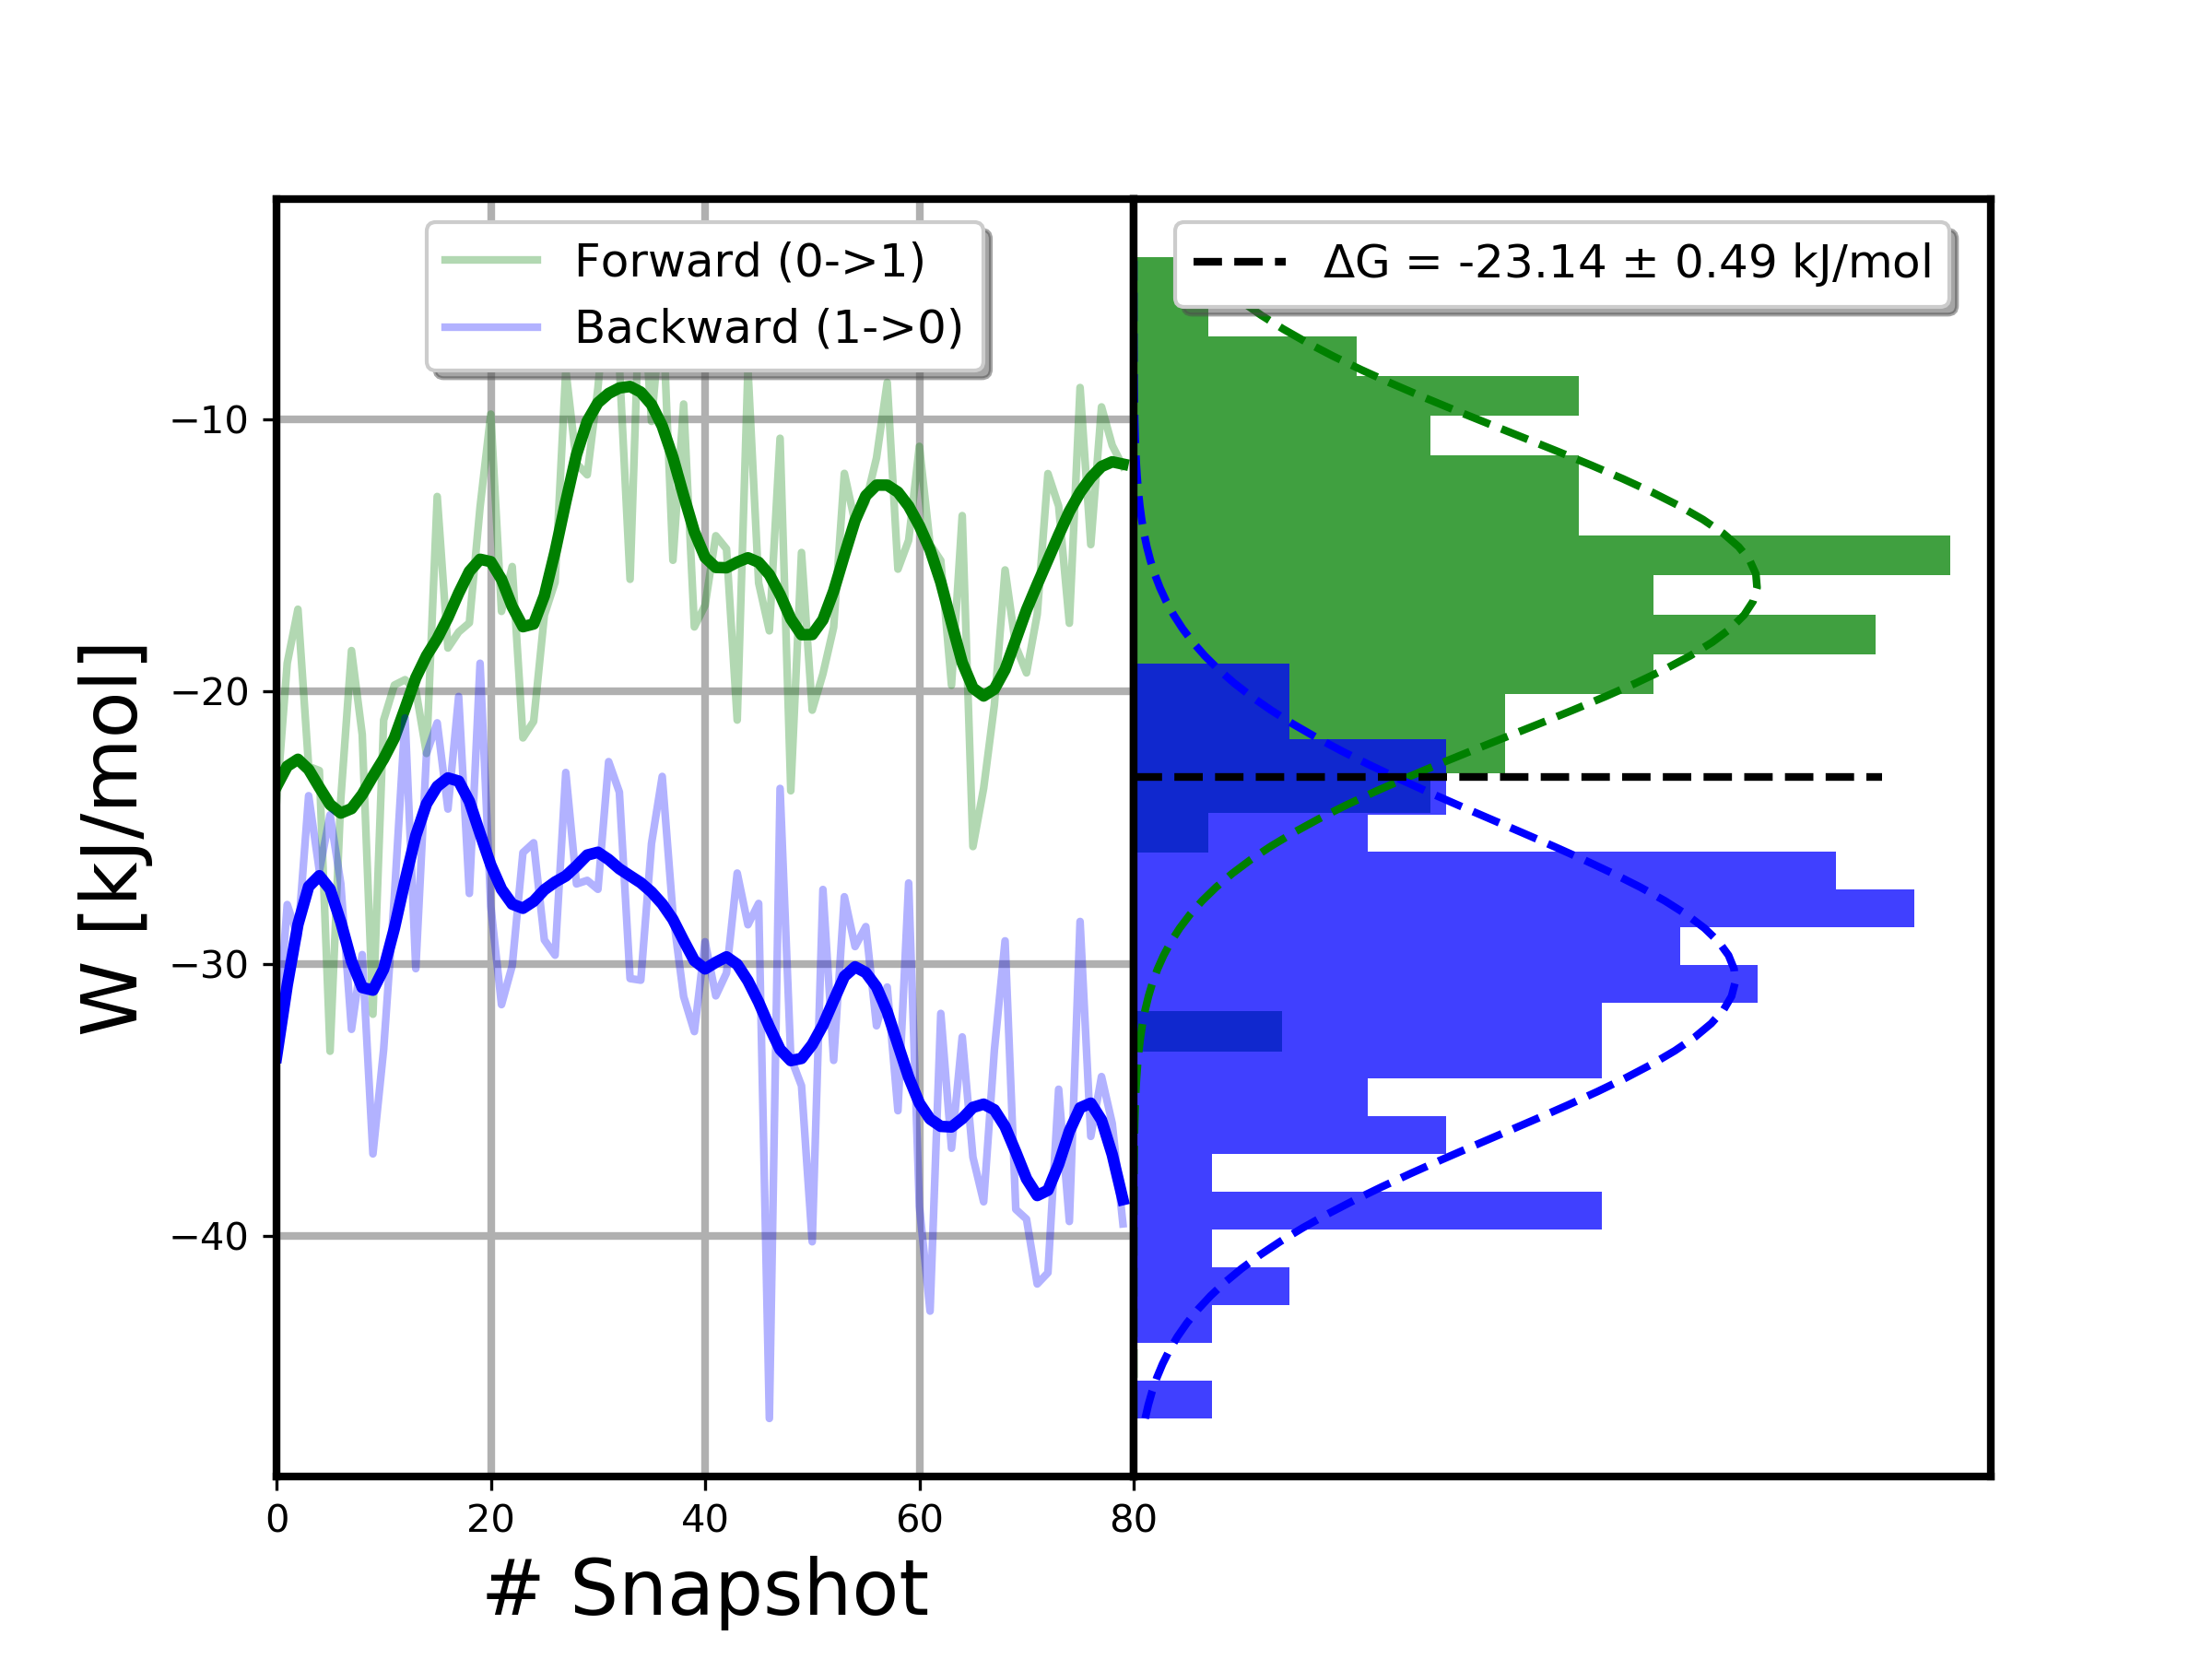 Forward (0->1)
Backward (1->0)
ΔG = -23.14 ± 0.49 kJ/mol
W [kJ/mol]
−10
−20
−30
−40
0
20
40
60
80
# Snapshot